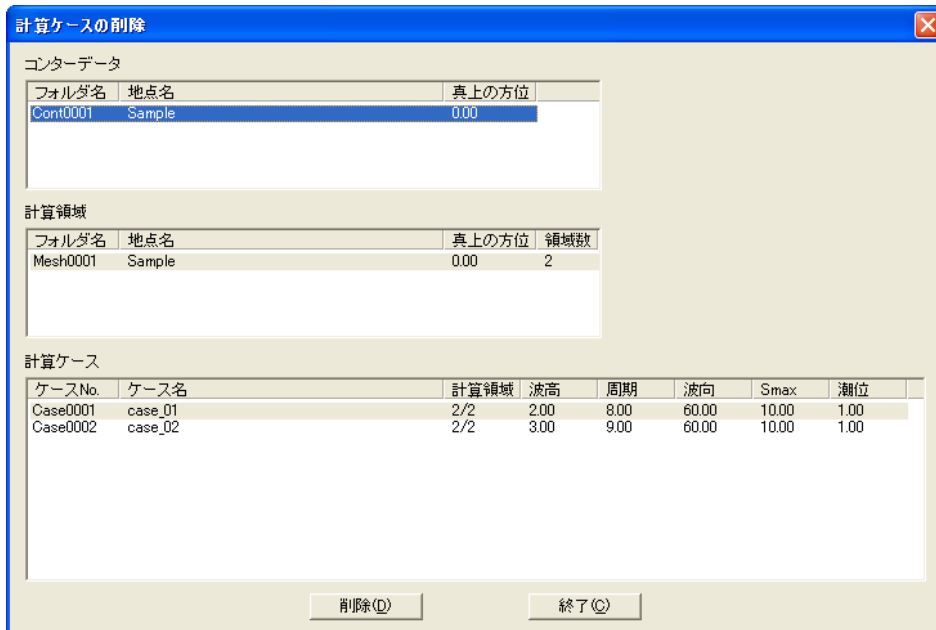 計算ケースの削除
コンターデータ
フォルダ名 地点名 真上の方位
Cont0001 Sample 0.00
計算領域
フォルダ名 地点名 真上の方位 領域数
Mesh0001 Sample 0.00 2
計算ケース
ケースNo. ケース名 計算領域 波高 周期 波向 Smax 潮位
Case0001 case_01 2/2 2.00 8.00 60.00 10.00 1.00
Case0002 case_02 2/2 3.00 9.00 60.00 10.00 1.00
削除(D) 終了(C)